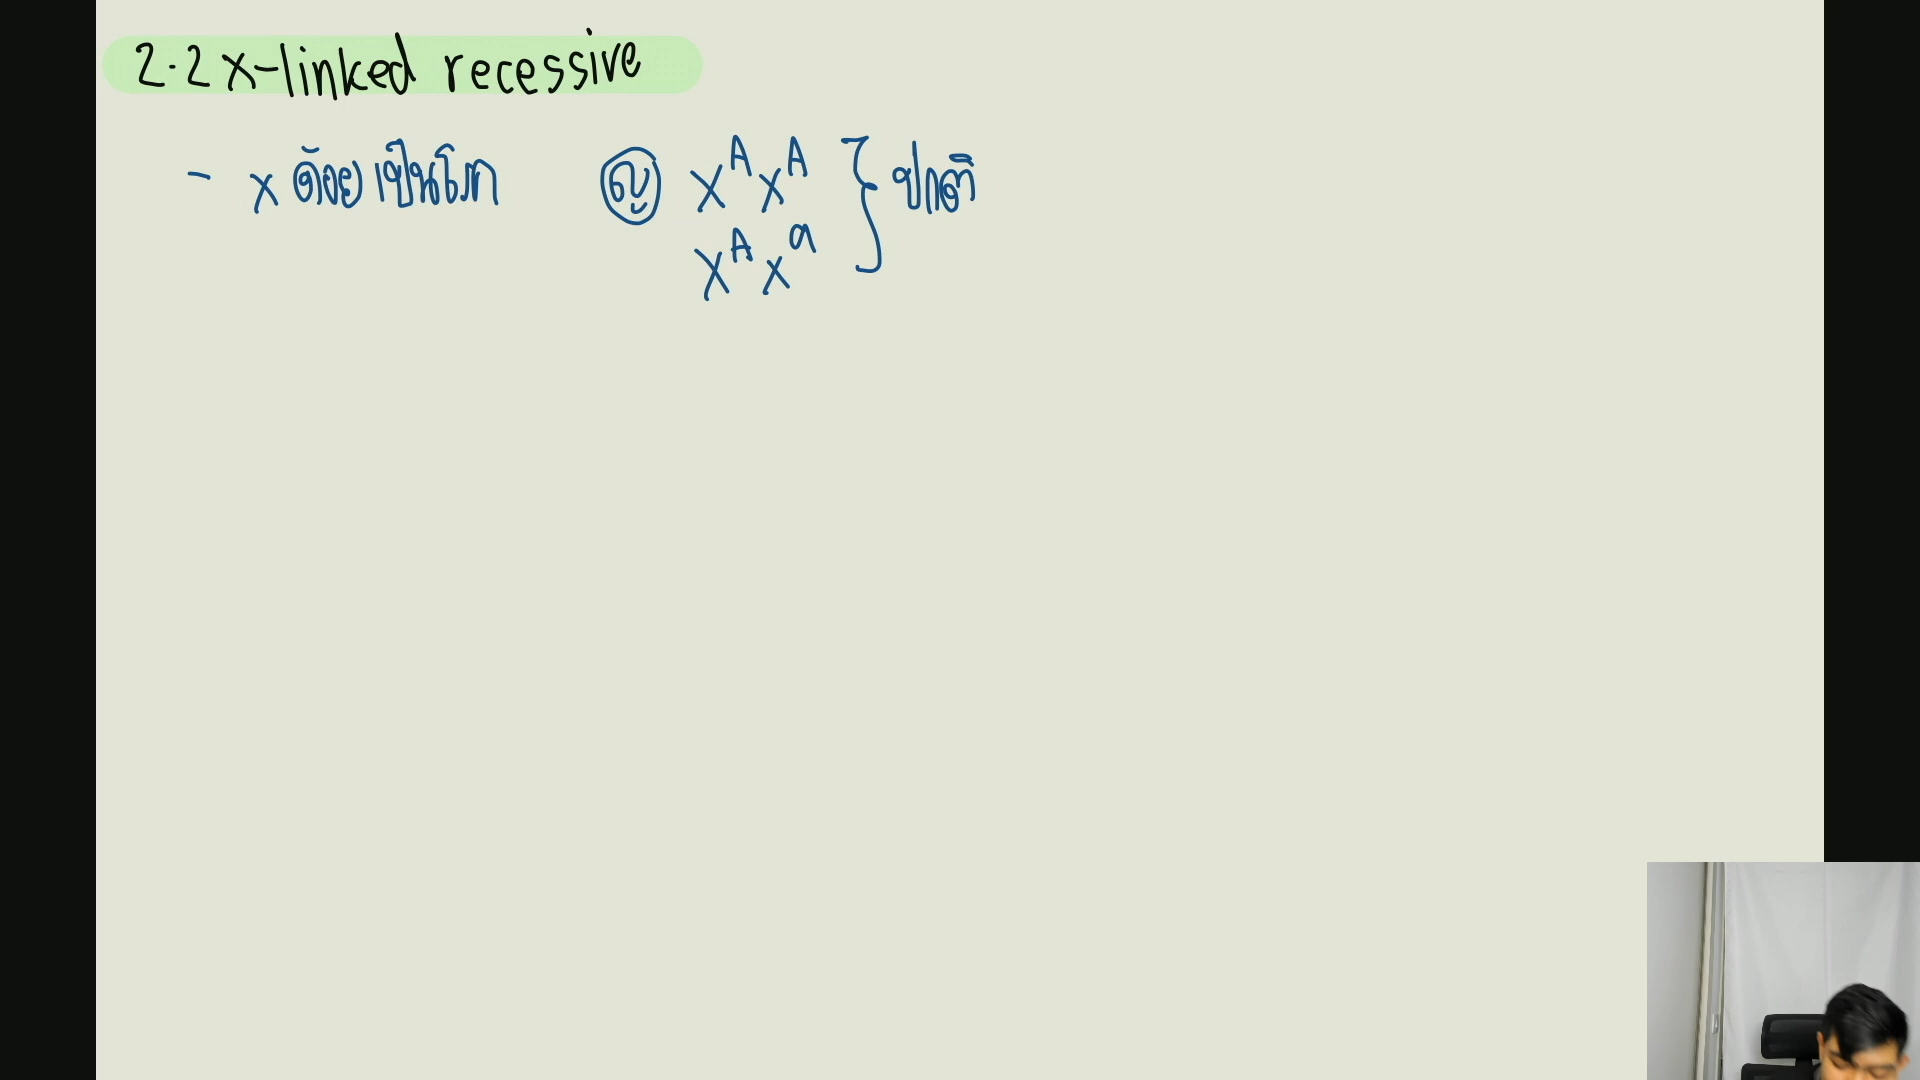 2.2 X-linked recessive
- X ด้อย เป็นโรค ญ X^A X^A } ปกติ
X^A X^a